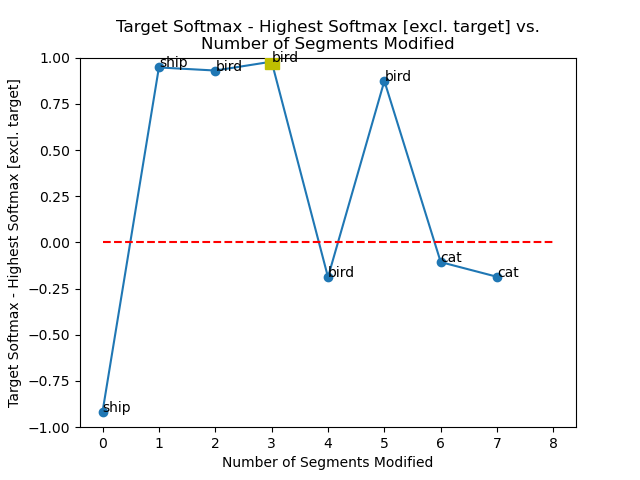 Target Softmax - Highest Softmax [excl. target] vs.
Number of Segments Modified
Target Softmax - Highest Softmax [excl. target]
1.00
0.75
0.50
0.25
0.00
−0.25
−0.50
−0.75
−1.00
ship
ship
bird
bird
bird
bird
cat
cat
0 1 2 3 4 5 6 7 8
Number of Segments Modified